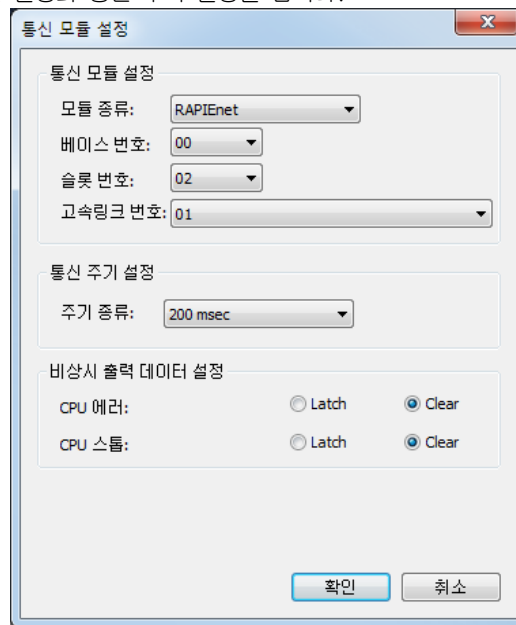 통신 모듈 설정
통신 모듈 설정
모듈 종류: RAPIEnet
베이스 번호: 00
슬롯 번호: 02
고속링크 번호: 01
통신 주기 설정
주기 종류: 200 msec
비상시 출력 데이터 설정
CPU 에러: Latch Clear
CPU 스톱: Latch Clear
확인 취소